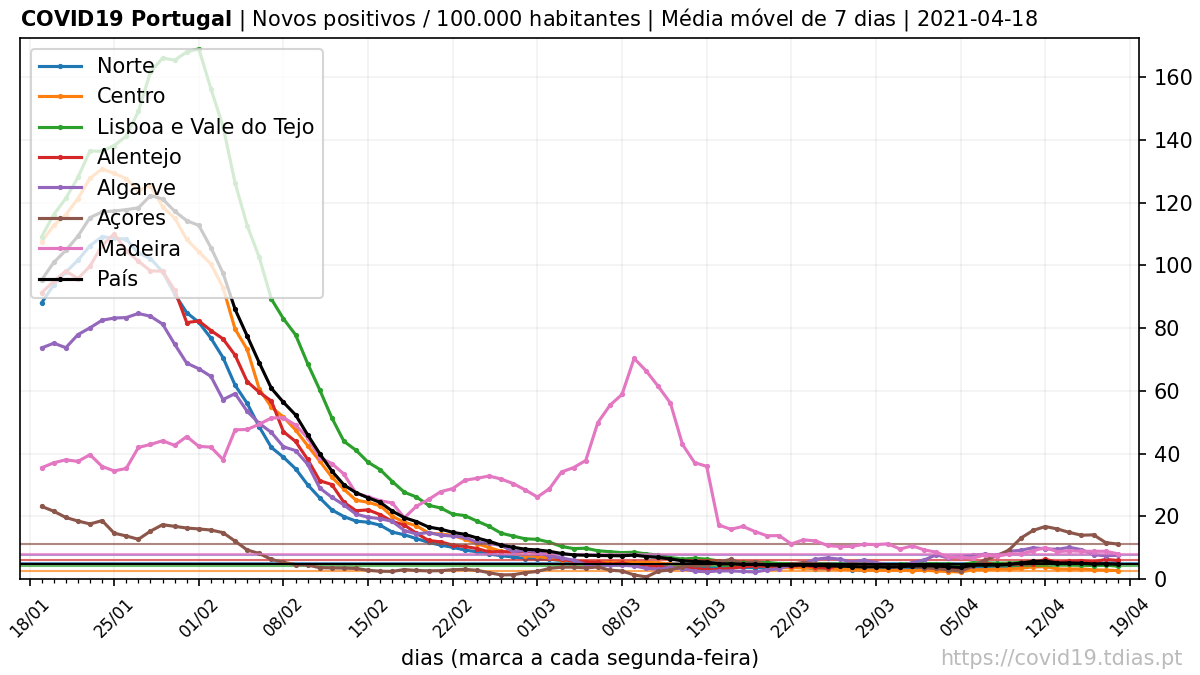 COVID19 Portugal | Novos positivos / 100.000 habitantes | Média móvel de 7 dias | 2021-04-18
Norte
Centro
Lisboa e Vale do Tejo
Alentejo
Algarve
Açores
Madeira
País
160
140
120
100
80
60
40
20
0
18/01 25/01 01/02 08/02 15/02 22/02 01/03 08/03 15/03 22/03 29/03 05/04 12/04 19/04
dias (marca a cada segunda-feira)
https://covid19.tdias.pt